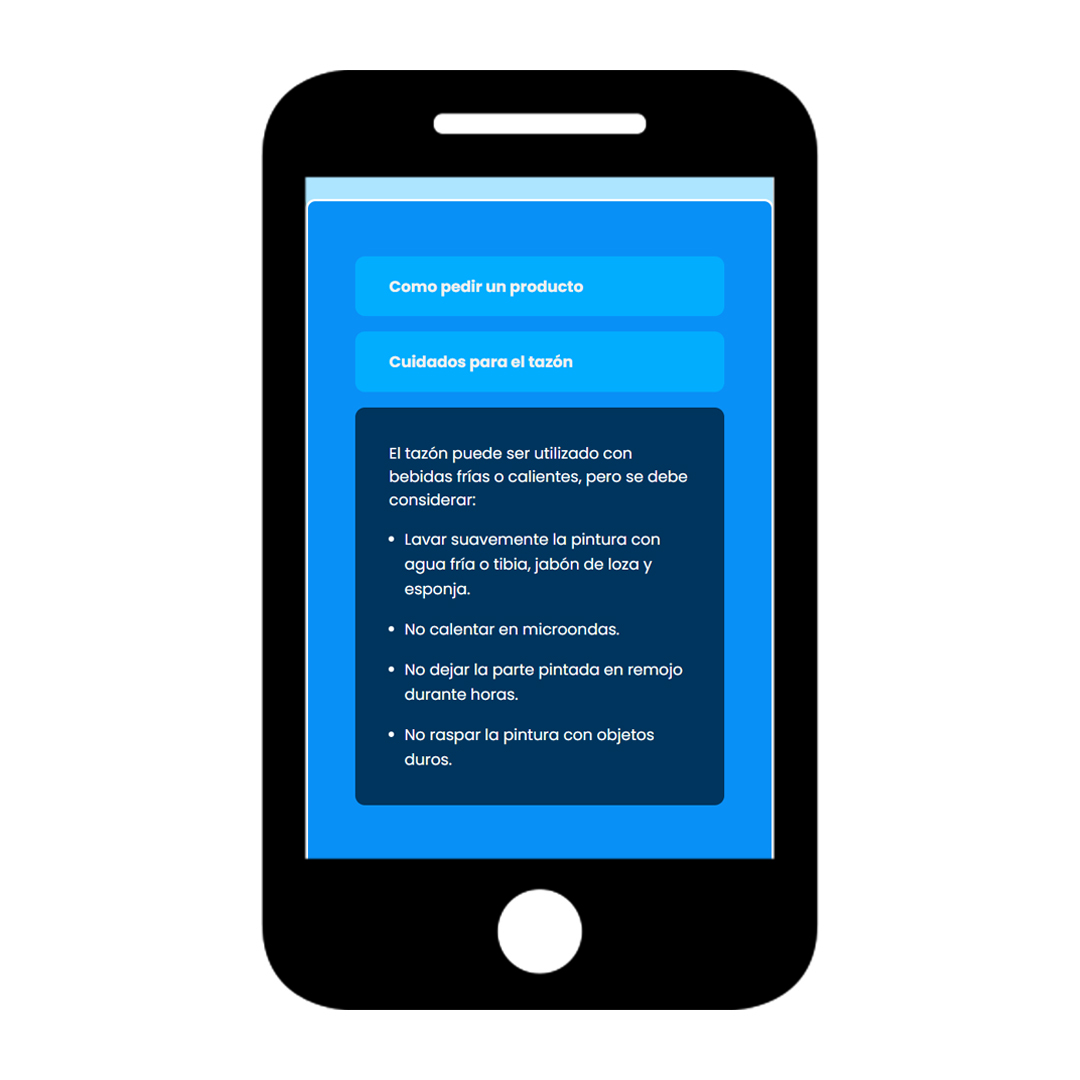 Como pedir un producto
Cuidados para el tazón
El tazón puede ser utilizado con
bebidas frías o calientes, pero se debe
considerar:
• Lavar suavemente la pintura con
agua fría o tibia, jabón de loza y
esponja.
• No calentar en microondas.
• No dejar la parte pintada en remojo
durante horas.
• No raspar la pintura con objetos
duros.